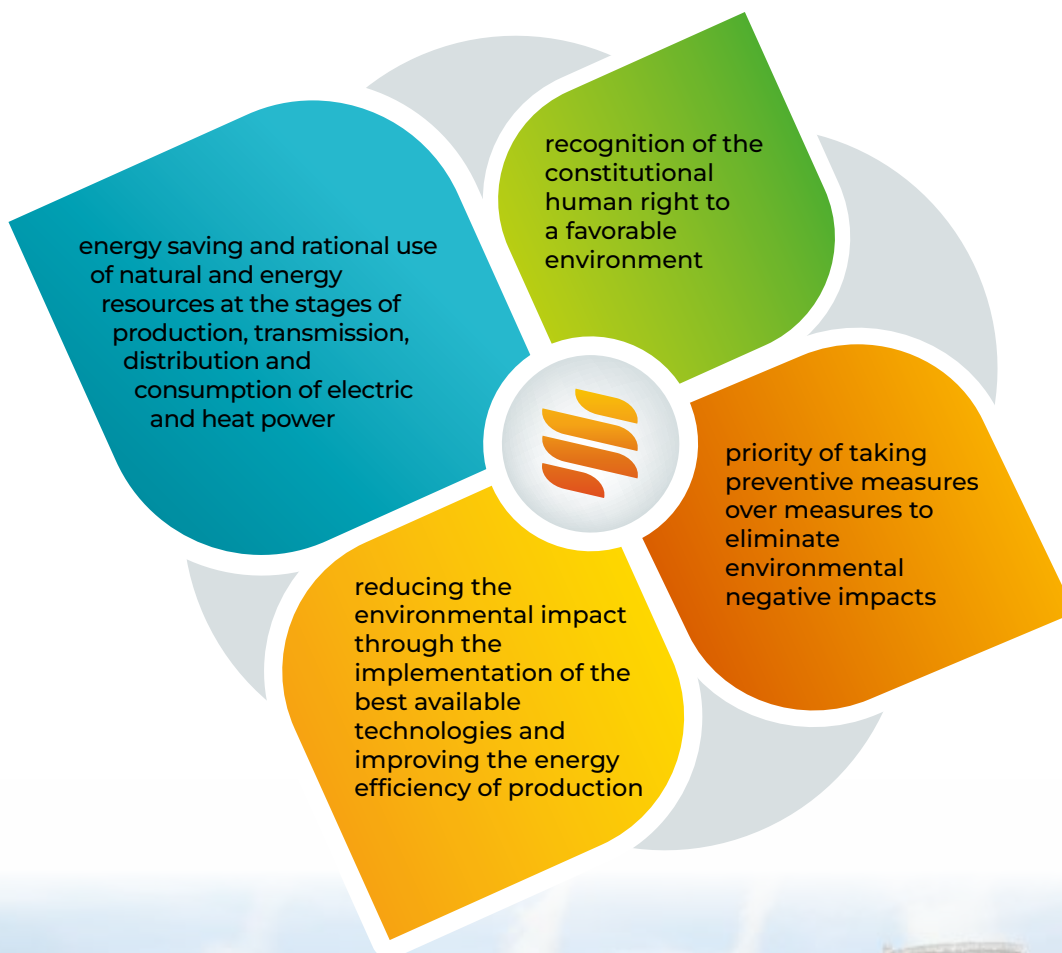 recognition of the
constitutional
human right to
a favorable
environment
energy saving and rational use
of natural and energy
resources at the stages of
production, transmission,
distribution and
consumption of electric
and heat power
priority of taking
preventive measures
over measures to
eliminate
environmental
negative impacts
reducing the
environmental impact
through the
implementation of the
best available
technologies and
improving the energy
efficiency of production